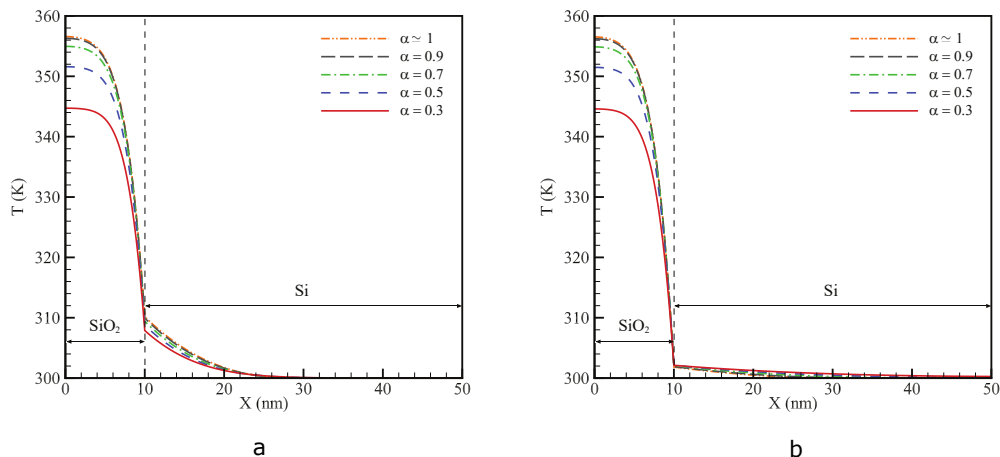 360
350
340
330
320
310
300
T (K)
α ≃ 1
α = 0.9
α = 0.7
α = 0.5
α = 0.3
Si
SiO₂
0 10 20 30 40 50
X (nm)
a
360
350
340
330
320
310
300
T (K)
α ≃ 1
α = 0.9
α = 0.7
α = 0.5
α = 0.3
Si
SiO₂
0 10 20 30 40 50
X (nm)
b